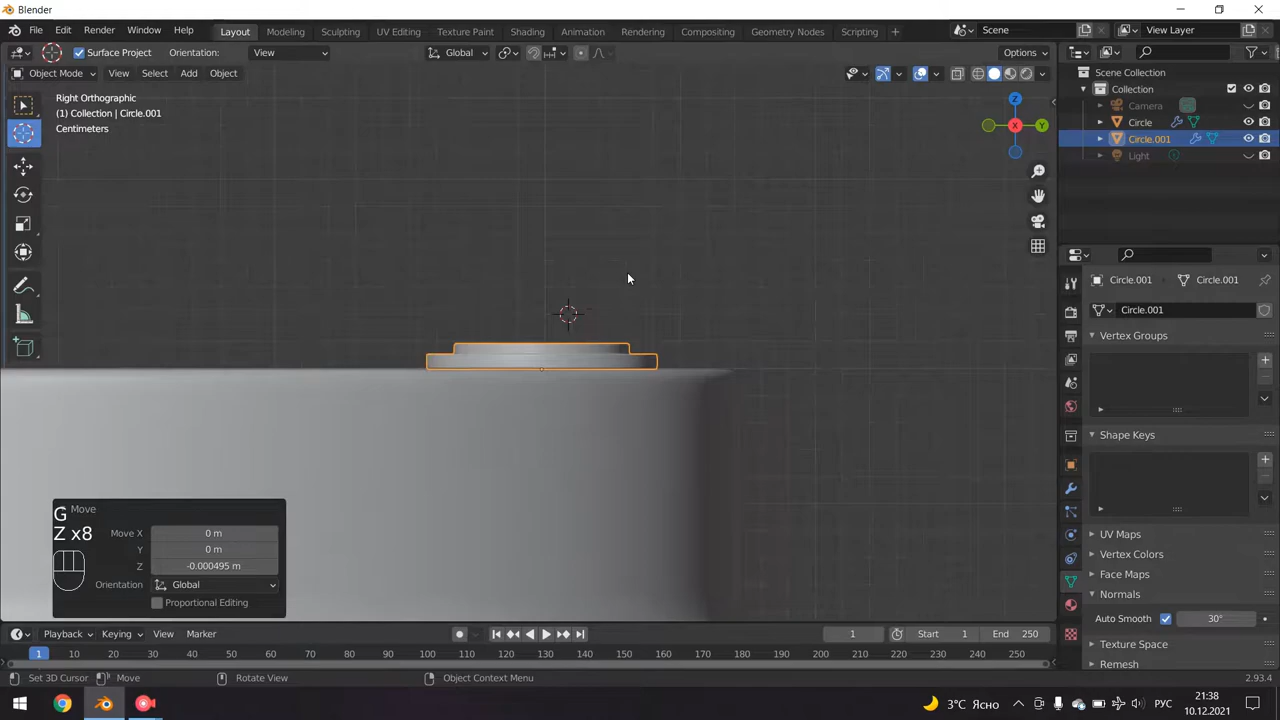 Blender
File Edit Render Window Help Layout Modeling Sculpting UV Editing Texture Paint Shading Animation Rendering Compositing Geometry Nodes Scripting + Scene View Layer
Surface Project Orientation: View Global Options
Object Mode View Select Add Object
Right Orthographic
(1) Collection | Circle.001
Centimeters
Z
Y
X
Scene Collection
Collection
Camera
Circle
Circle.001
Light
Circle.001 Circle.001
Circle.001
Vertex Groups
Shape Keys
UV Maps
Vertex Colors
Face Maps
Normals
Auto Smooth 30°
Texture Space
Remesh
Move
G
Z x8
Move X 0 m
Y 0 m
Z -0.000495 m
Orientation Global
Proportional Editing
Playback Keying View Marker 1 Start 1 End 250
1 10 20 30 40 50 60 70 80 90 100 110 120 130 140 150 160 170 180 190 200 210 220 230 240 250
Set 3D Cursor Move Rotate View Object Context Menu 2.93.4
3°C Ясно РУС 21:38
10.12.2021